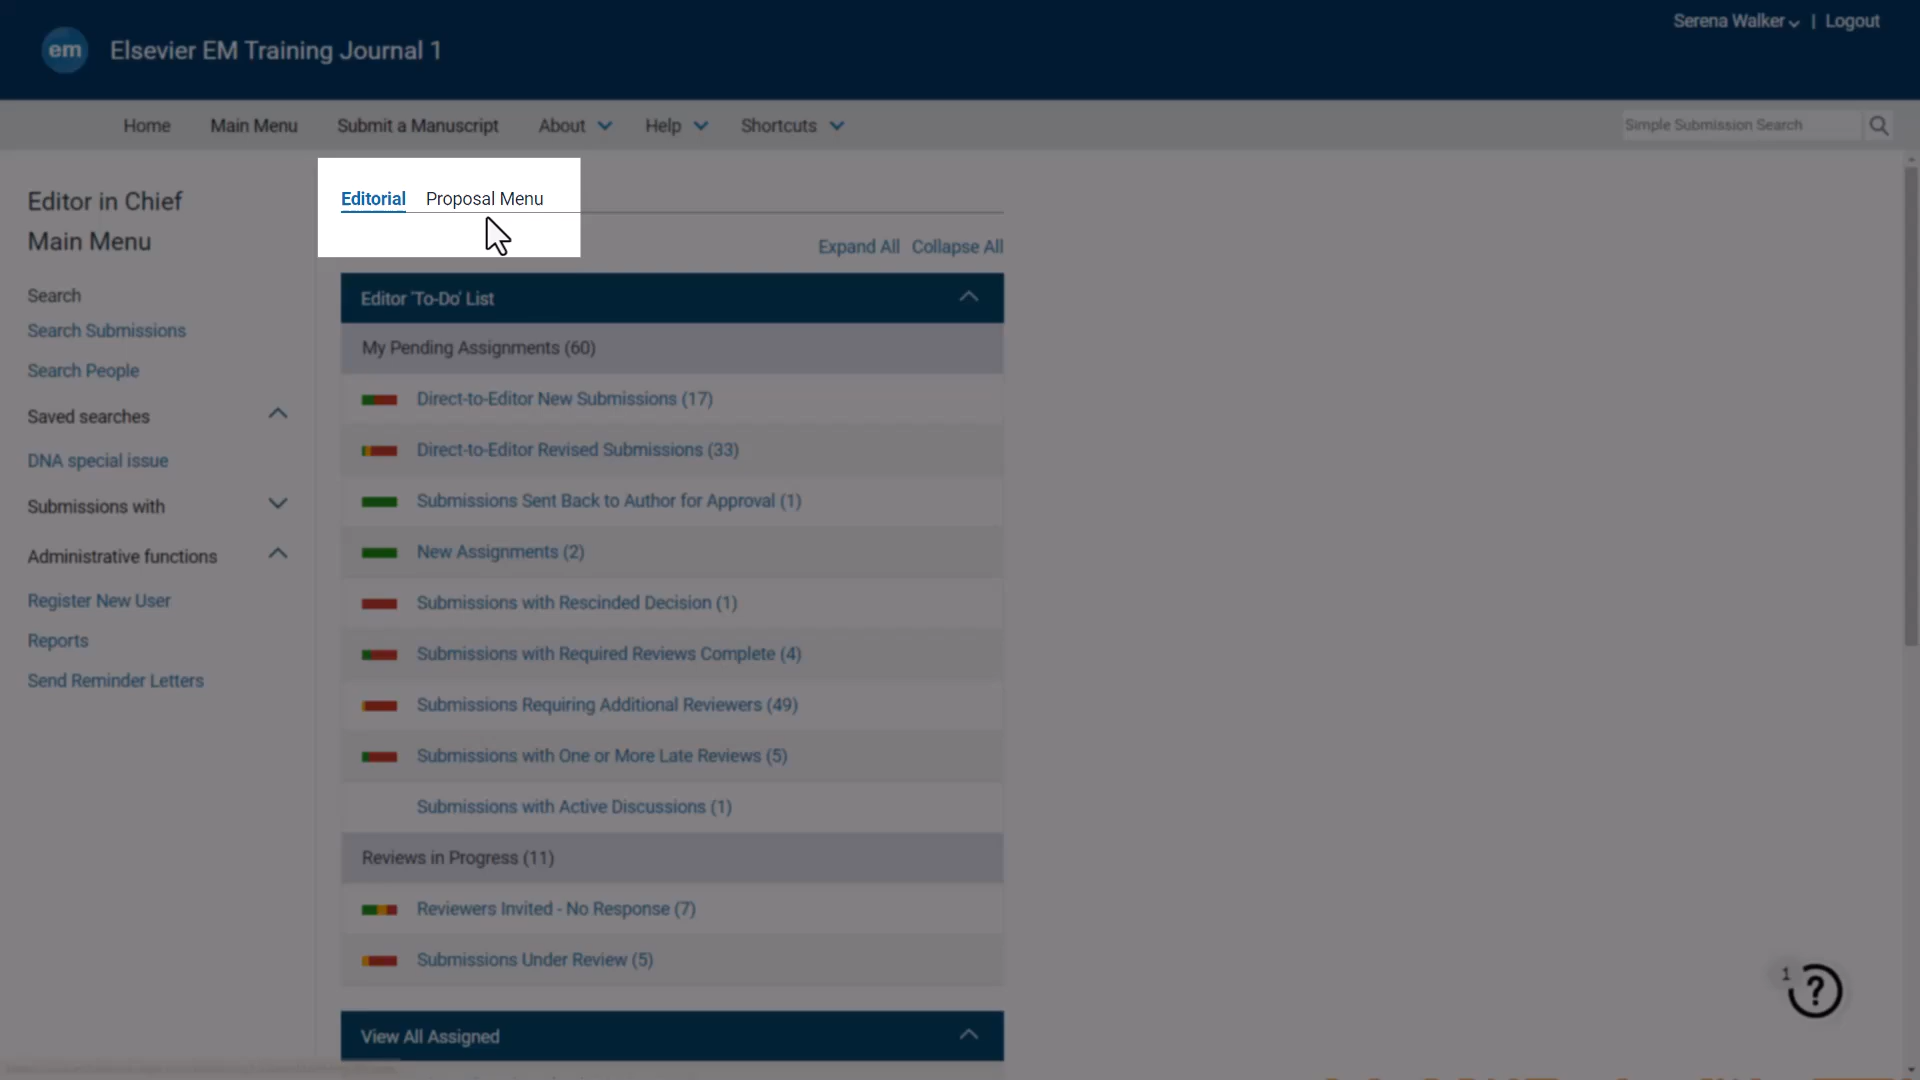 Serena Walker | Logout
em Elsevier EM Training Journal 1
Home Main Menu Submit a Manuscript About Help Shortcuts Simple Submission Search
Editor in Chief
Main Menu
Search
Search Submissions
Search People
Saved searches
DNA special issue
Submissions with
Administrative functions
Register New User
Reports
Send Reminder Letters
Editorial Proposal Menu
Expand All Collapse All
Editor 'To-Do' List
My Pending Assignments (60)
Direct-to-Editor New Submissions (17)
Direct-to-Editor Revised Submissions (33)
Submissions Sent Back to Author for Approval (1)
New Assignments (2)
Submissions with Rescinded Decision (1)
Submissions with Required Reviews Complete (4)
Submissions Requiring Additional Reviewers (49)
Submissions with One or More Late Reviews (5)
Submissions with Active Discussions (1)
Reviews in Progress (11)
Reviewers Invited - No Response (7)
Submissions Under Review (5)
View All Assigned
1 ?